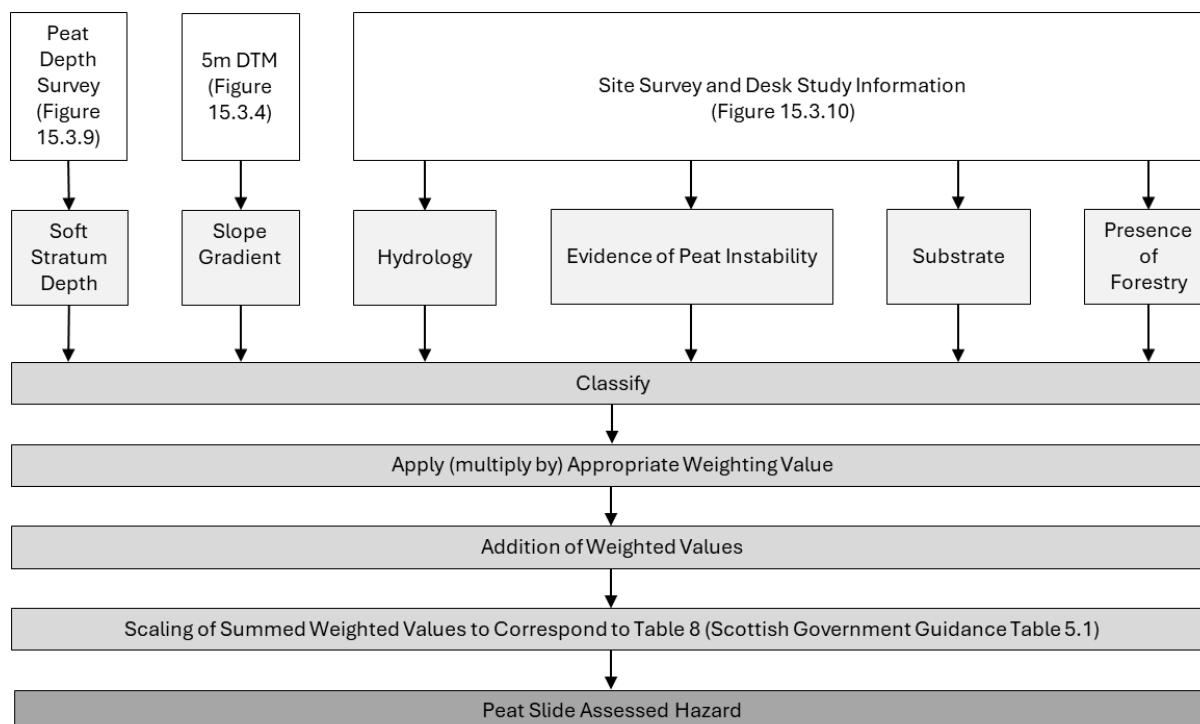 Peat
Depth
Survey
(Figure
15.3.9)
5m DTM
(Figure
15.3.4)
Site Survey and Desk Study Information
(Figure 15.3.10)
Soft
Stratum
Depth
Slope
Gradient
Hydrology
Evidence of Peat Instability
Substrate
Presence
of
Forestry
Classify
Apply (multiply by) Appropriate Weighting Value
Addition of Weighted Values
Scaling of Summed Weighted Values to Correspond to Table 8 (Scottish Government Guidance Table 5.1)
Peat Slide Assessed Hazard